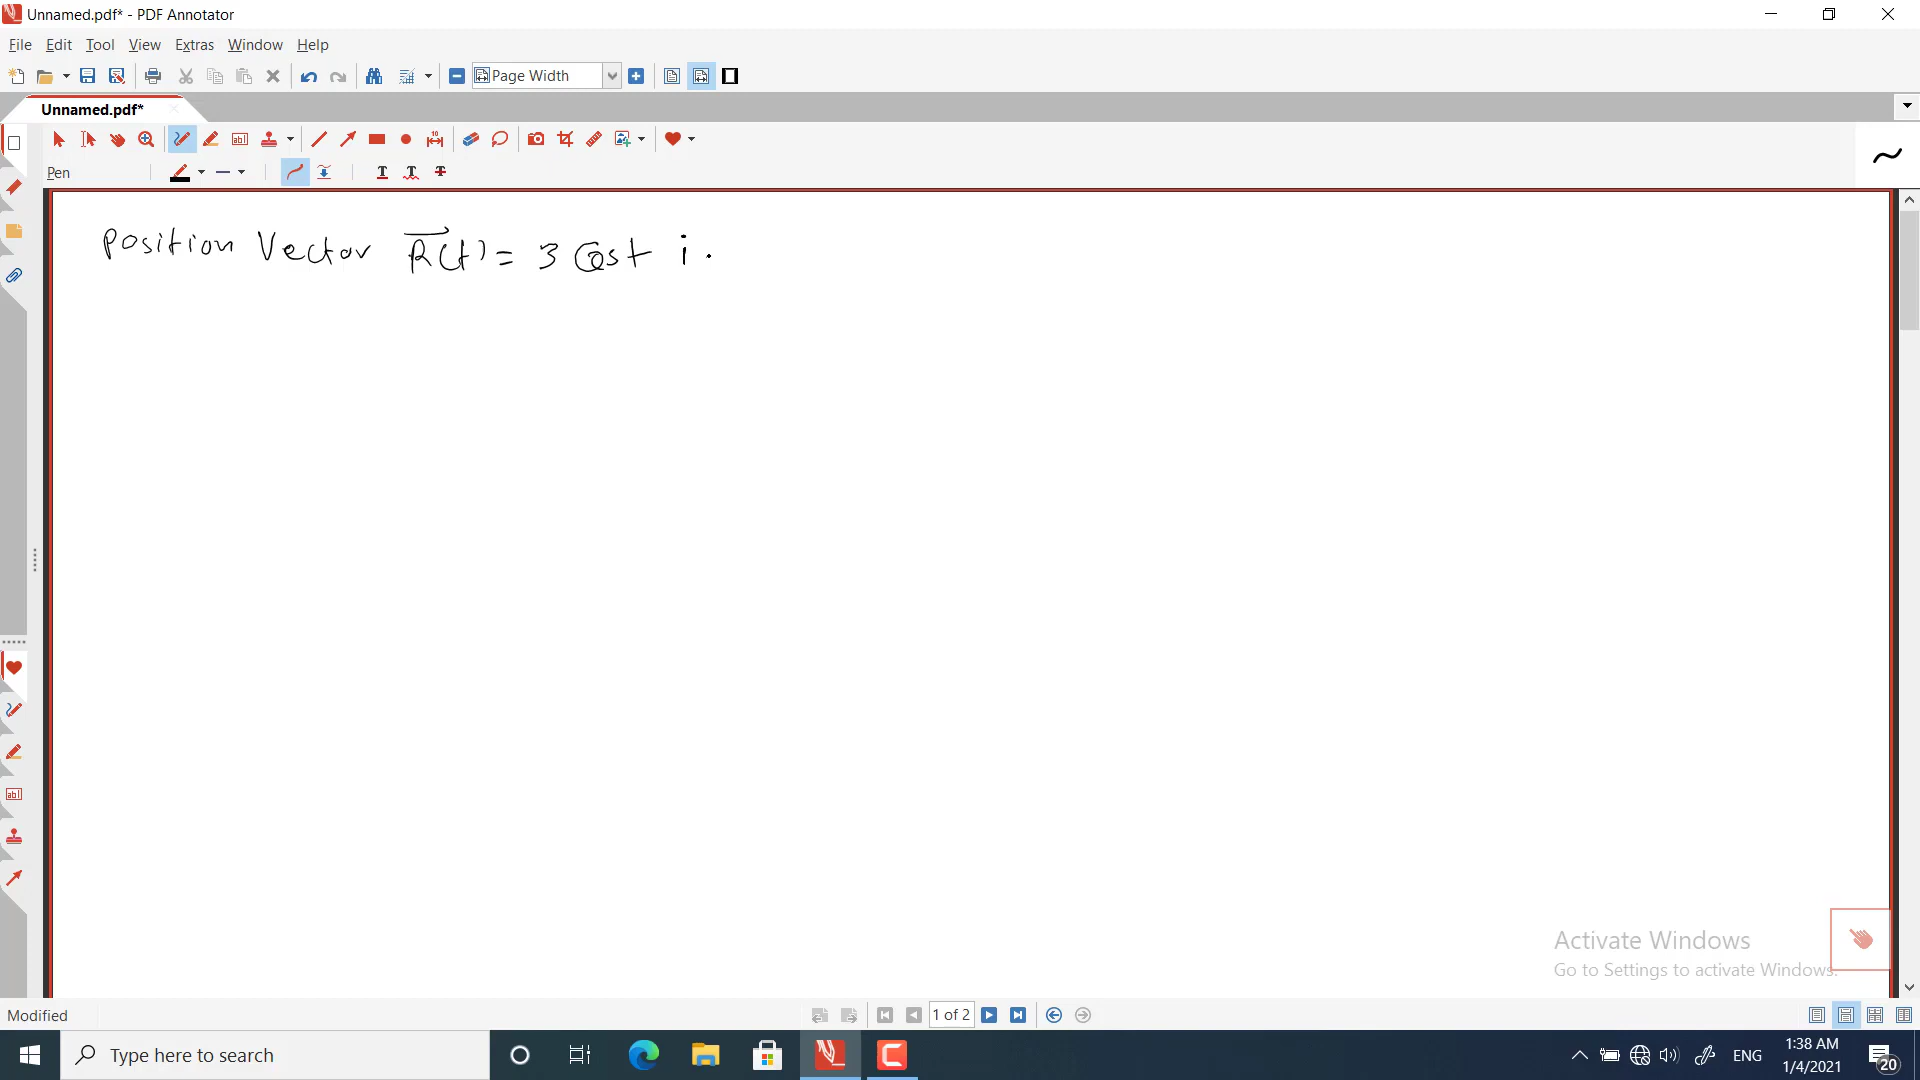 Unnamed.pdf* - PDF Annotator
File Edit Tool View Extras Window Help
Page Width
Unnamed.pdf*
Pen
Position Vector R(t) = 3 Cost i .
Activate Windows
Go to Settings to activate Windows.
Modified
1 of 2
Type here to search
ENG
1:38 AM
1/4/2021
20